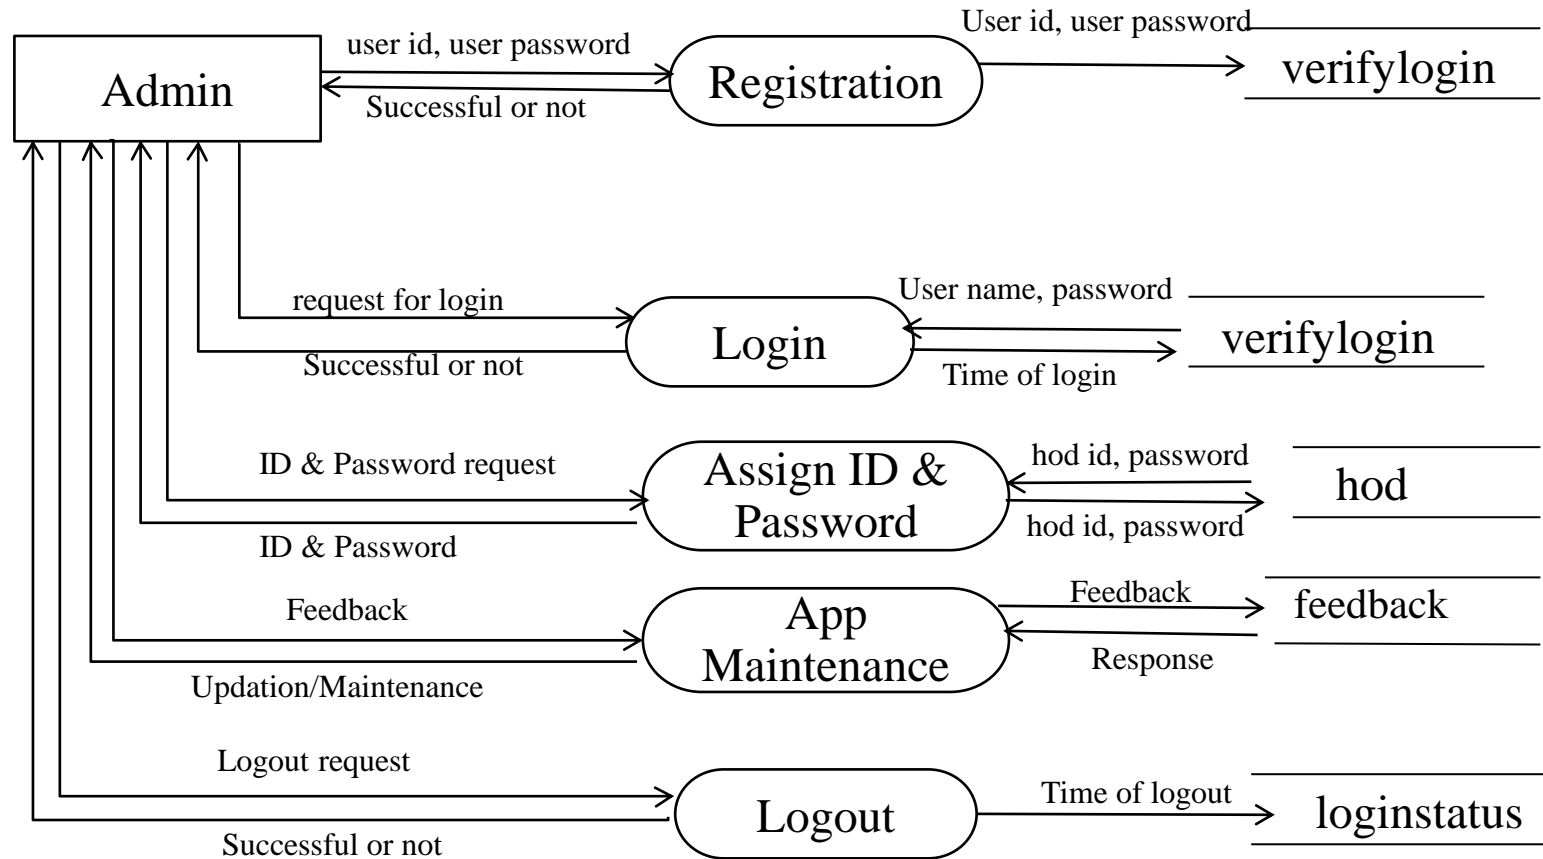 User id, user password
user id, user password
Admin
Registration
verifylogin
Successful or not
request for login
User name, password
Login
verifylogin
Successful or not
Time of login
ID & Password request
Assign ID &
Password
hod id, password
hod
hod id, password
ID & Password
Feedback
App
Maintenance
Feedback
feedback
Response
Updation/Maintenance
Logout request
Logout
Time of logout
loginstatus
Successful or not